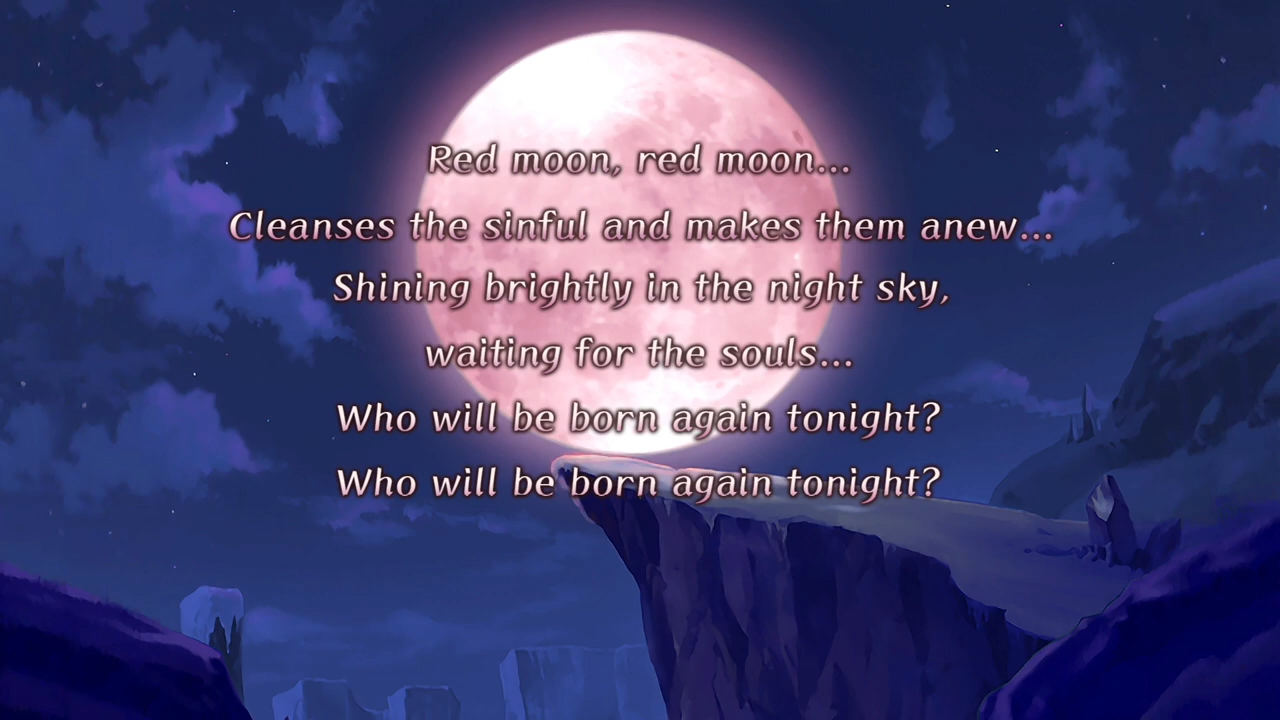 Red moon, red moon...
Cleanses the sinful and makes them anew...
Shining brightly in the night sky,
waiting for the souls...
Who will be born again tonight?
Who will be born again tonight?